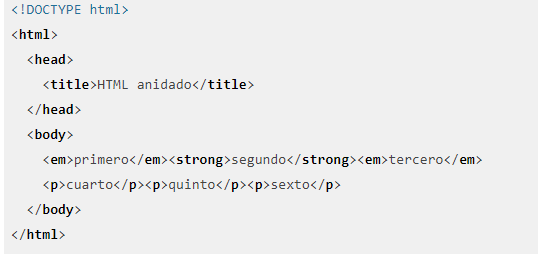 <!DOCTYPE html>
<html>
<head>
<title>HTML anidado</title>
</head>
<body>
<em>primero</em><strong>segundo</strong><em>tercero</em>
<p>cuarto</p><p>quinto</p><p>sexto</p>
</body>
</html>